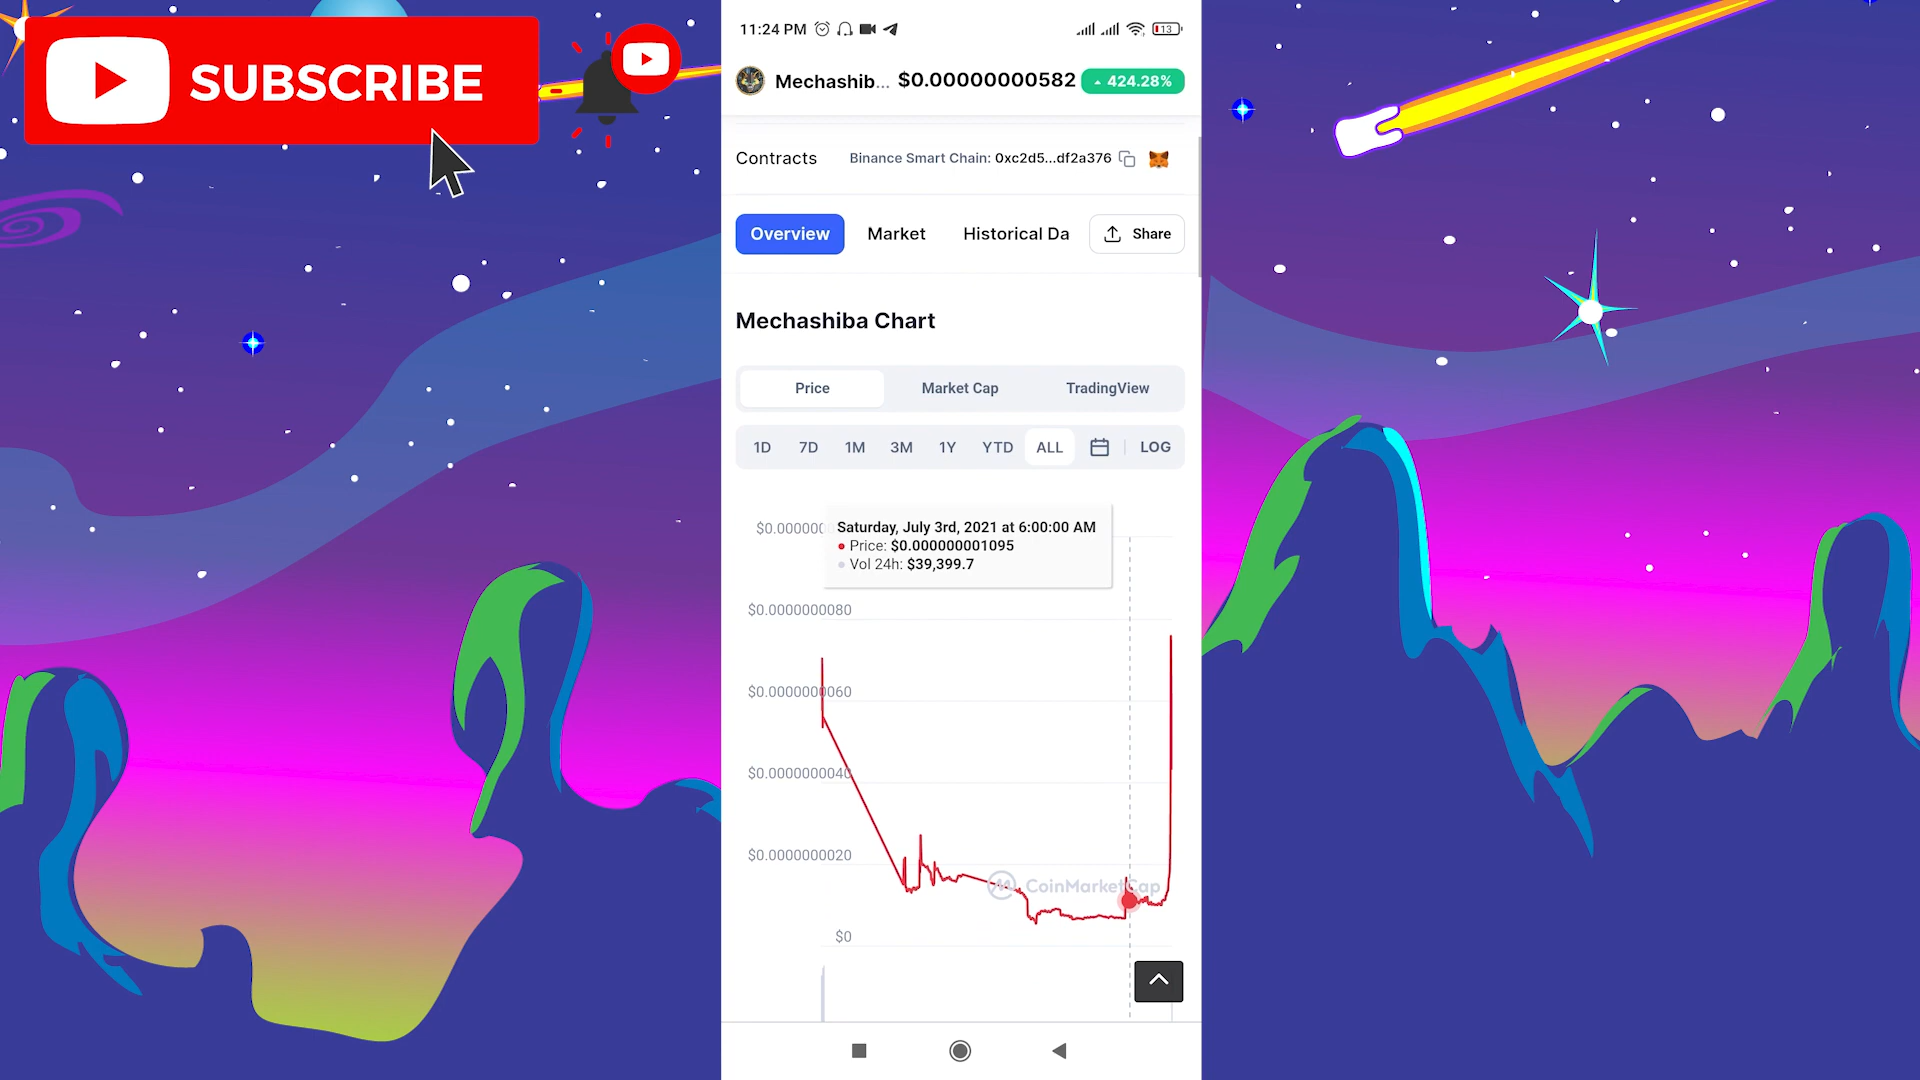 SUBSCRIBE
11:24 PM
13
Mechashib... $0.00000000582 424.28%
Contracts Binance Smart Chain: 0xc2d5...df2a376
Overview Market Historical Da Share
Mechashiba Chart
Price Market Cap TradingView
1D 7D 1M 3M 1Y YTD ALL LOG
$0.000000
Saturday, July 3rd, 2021 at 6:00:00 AM
Price: $0.000000001095
Vol 24h: $39,399.7
$0.0000000080
$0.0000000060
$0.0000000040
$0.0000000020
CoinMarketCap
$0